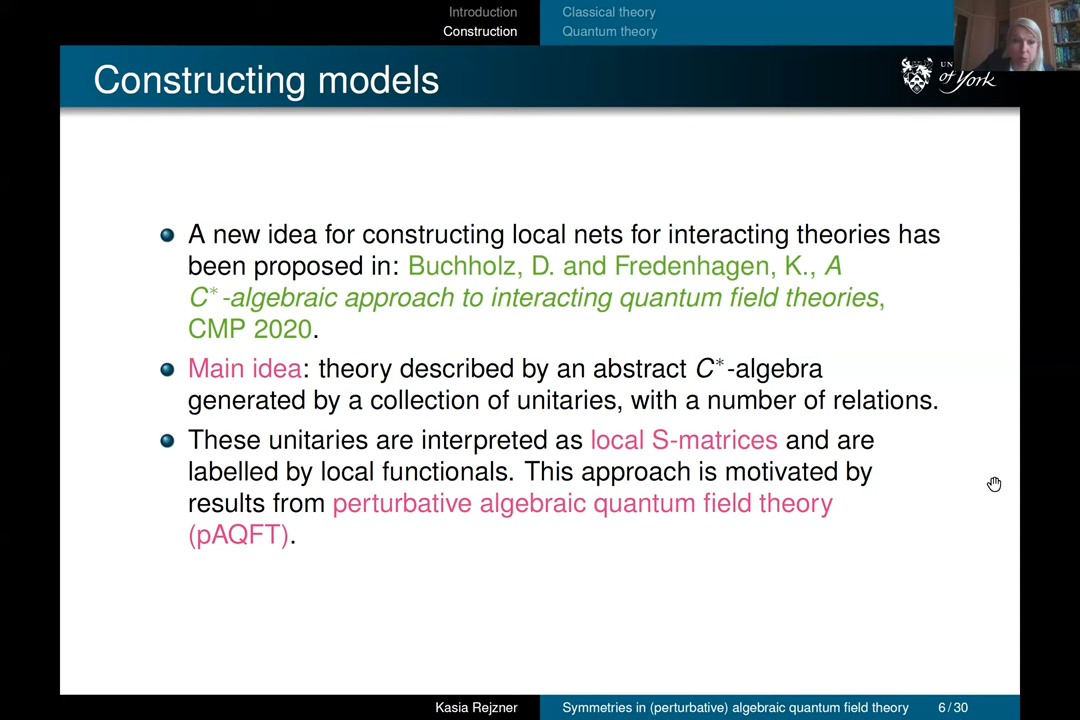 Introduction
Construction
Classical theory
Quantum theory
Constructing models
UN
of York
A new idea for constructing local nets for interacting theories has
been proposed in: Buchholz, D. and Fredenhagen, K., A
C*-algebraic approach to interacting quantum field theories,
CMP 2020.
Main idea: theory described by an abstract C*-algebra
generated by a collection of unitaries, with a number of relations.
These unitaries are interpreted as local S-matrices and are
labelled by local functionals. This approach is motivated by
results from perturbative algebraic quantum field theory
(pAQFT).
Kasia Rejzner
Symmetries in (perturbative) algebraic quantum field theory
6/30